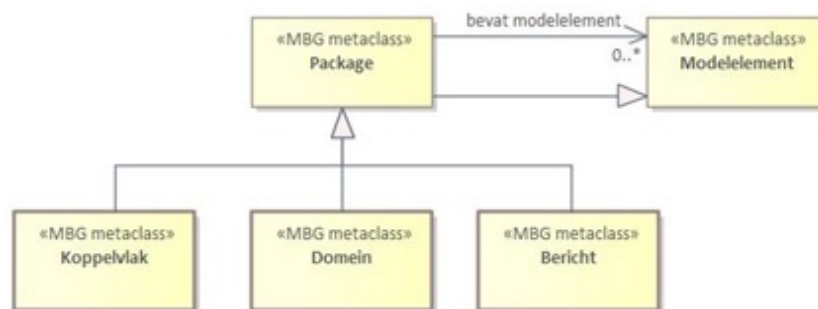 bevat modelelement
«MBG metaclass»
Package
0..*
«MBG metaclass»
Modelelement
«MBG metaclass»
Koppelvlak
«MBG metaclass»
Domein
«MBG metaclass»
Bericht